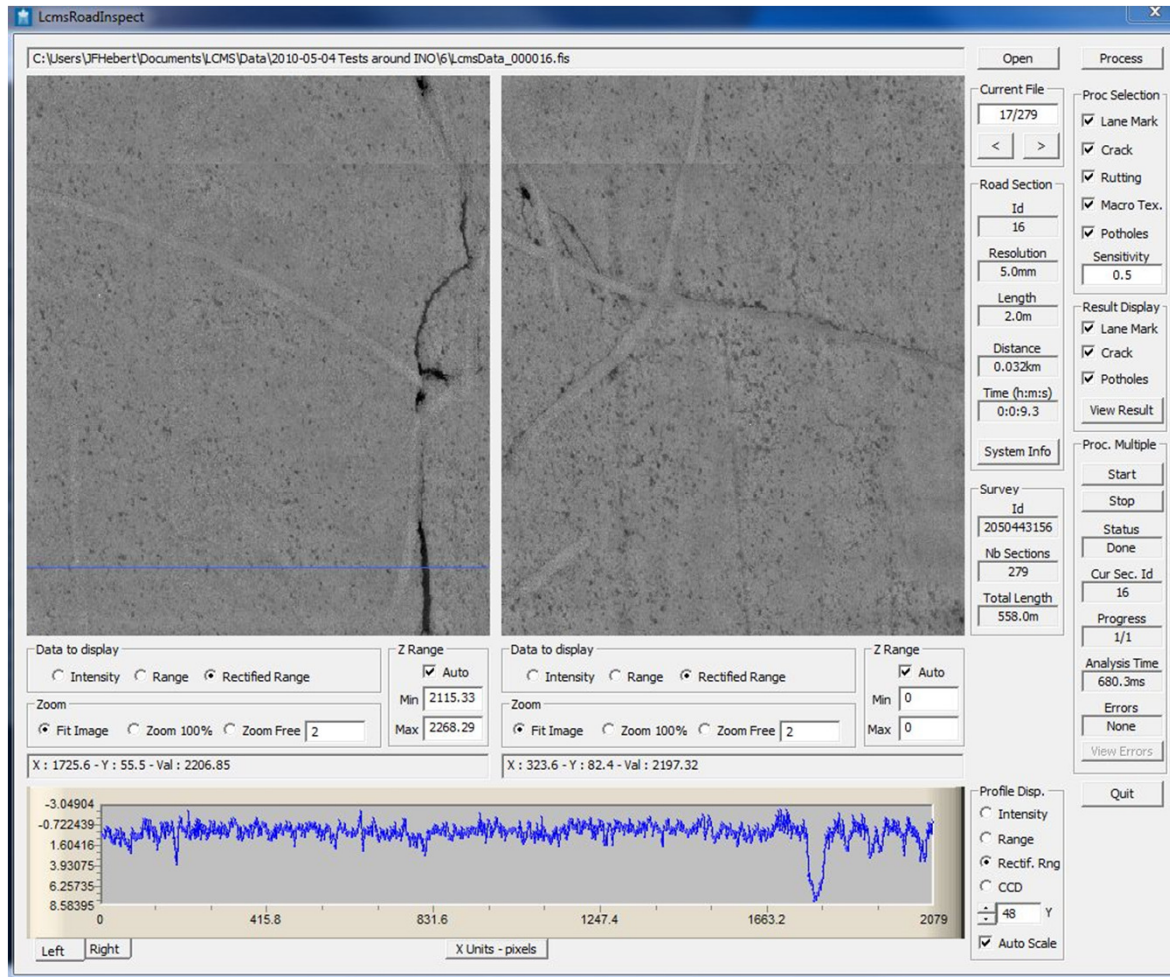 LcmsRoadInspect
x
C:\Users\JFHebert\Documents\LCMS\Data\2010-05-04 Tests around INO\6\LcmsData_000016.fis
Open
Process
Current File
17/279
< >
Road Section
Id
16
Resolution
5.0mm
Length
2.0m
Distance
0.032km
Time (h:m:s)
0:0:9.3
System Info
Survey
Id
2050443156
Nb Sections
279
Total Length
558.0m
Proc Selection
Lane Mark
Crack
Rutting
Macro Tex.
Potholes
Sensitivity
0.5
Result Display
Lane Mark
Crack
Potholes
View Result
Proc. Multiple
Start
Stop
Status
Done
Cur Sec. Id
16
Progress
1/1
Analysis Time
680.3ms
Errors
None
View Errors
Quit
Data to display
Intensity Range Rectified Range
Zoom
Fit Image Zoom 100% Zoom Free 2
Z Range
Auto
Min 2115.33
Max 2268.29
X : 1725.6 - Y : 55.5 - Val : 2206.85
Data to display
Intensity Range Rectified Range
Zoom
Fit Image Zoom 100% Zoom Free 2
Z Range
Auto
Min 0
Max 0
X : 323.6 - Y : 82.4 - Val : 2197.32
-3.04904
-0.722439
1.60416
3.93075
6.25735
8.58395
0 415.8 831.6 1247.4 1663.2 2079
Left Right
X Units - pixels
Profile Disp.
Intensity
Range
Rectif. Rng
CCD
48 Y
Auto Scale